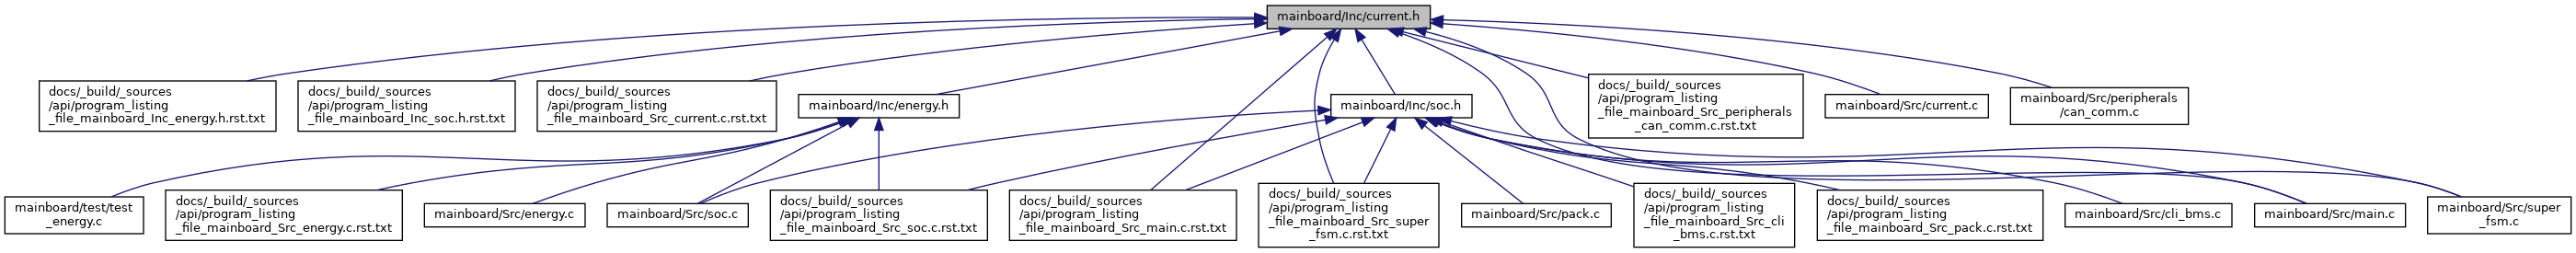 mainboard/Inc/current.h
docs/_build/_sources
/api/program_listing
_file_mainboard_Inc_energy.h.rst.txt
docs/_build/_sources
/api/program_listing
_file_mainboard_Inc_soc.h.rst.txt
docs/_build/_sources
/api/program_listing
_file_mainboard_Src_current.c.rst.txt
mainboard/Inc/energy.h
mainboard/Inc/soc.h
docs/_build/_sources
/api/program_listing
_file_mainboard_Src_peripherals
_can_comm.c.rst.txt
mainboard/Src/current.c
mainboard/Src/peripherals
/can_comm.c
mainboard/test/test
_energy.c
docs/_build/_sources
/api/program_listing
_file_mainboard_Src_energy.c.rst.txt
mainboard/Src/energy.c
mainboard/Src/soc.c
docs/_build/_sources
/api/program_listing
_file_mainboard_Src_soc.c.rst.txt
docs/_build/_sources
/api/program_listing
_file_mainboard_Src_main.c.rst.txt
docs/_build/_sources
/api/program_listing
_file_mainboard_Src_super
_fsm.c.rst.txt
mainboard/Src/pack.c
docs/_build/_sources
/api/program_listing
_file_mainboard_Src_cli
_bms.c.rst.txt
docs/_build/_sources
/api/program_listing
_file_mainboard_Src_pack.c.rst.txt
mainboard/Src/cli_bms.c
mainboard/Src/main.c
mainboard/Src/super
_fsm.c